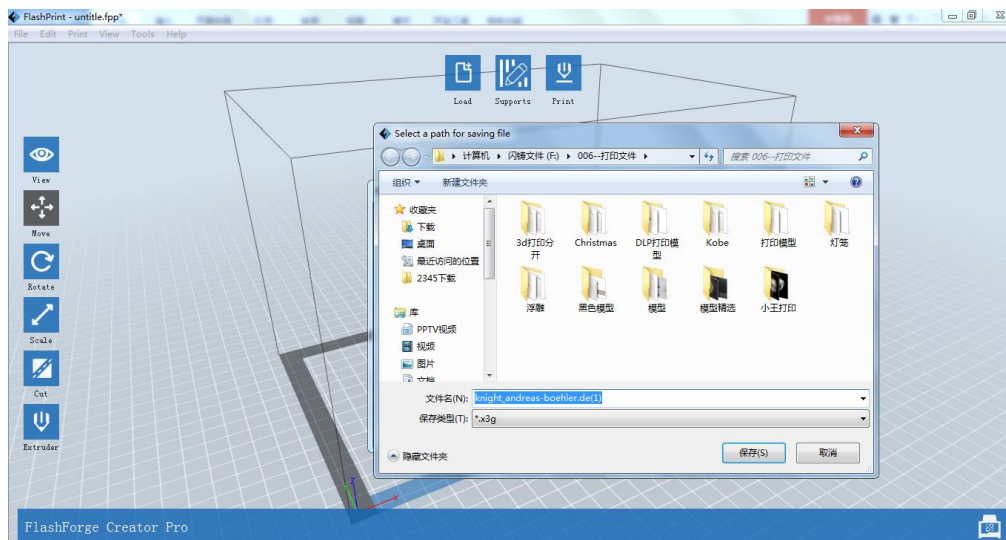 FlashPrint - untitle.fpp*
File Edit Print View Tools Help
Load Supports Print
View
Move
Rotate
Scale
Cut
Extruder
Select a path for saving file
计算机 闪铸文件 (F:) 006--打印文件
搜索 006--打印文件
组织 新建文件夹
收藏夹
下载
桌面
最近访问的位置
2345下载
库
PPTV视频
视频
图片
文档
3d打印分开
Christmas
DLP打印模型
Kobe
打印模型
灯笼
浮雕
黑色模型
模型
模型精选
小王打印
文件名(N): knight_andreas-boehler.de(1)
保存类型(T): *.x3g
隐藏文件夹
保存(S) 取消
FlashForge Creator Pro